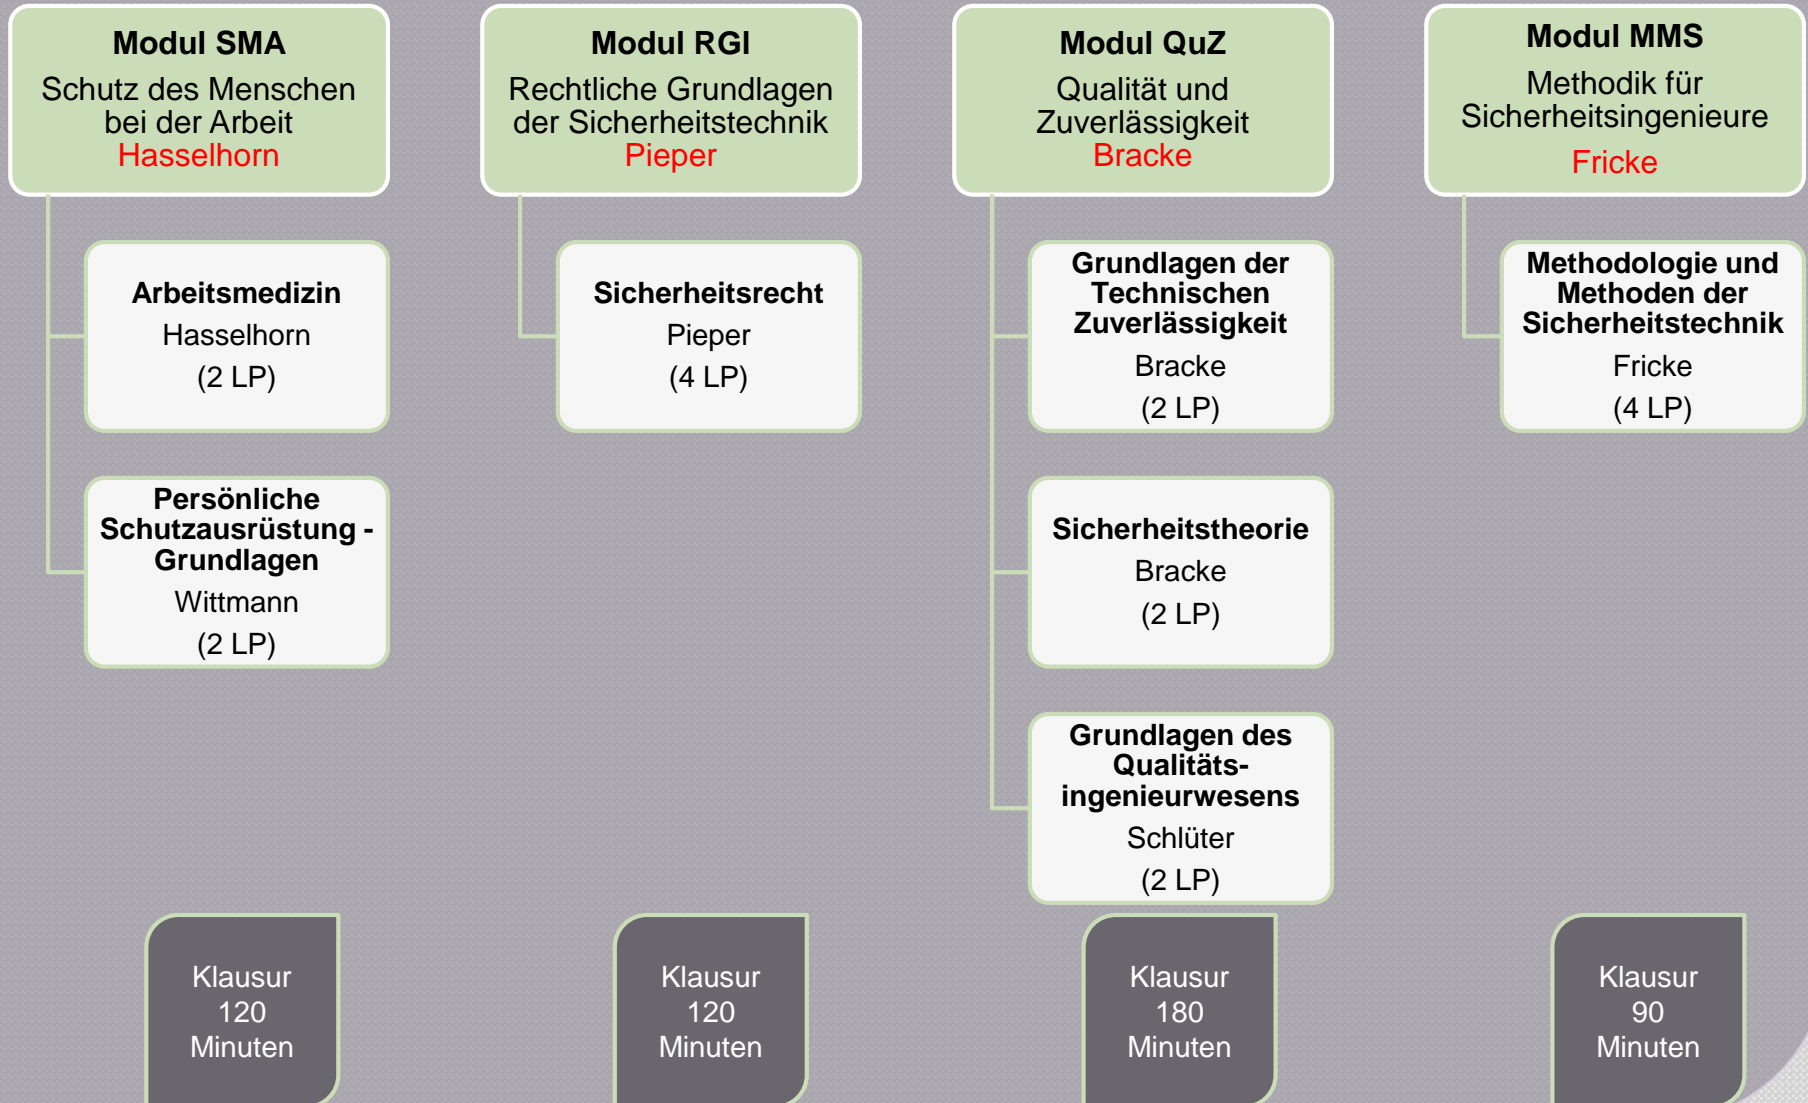 Modul SMA
Schutz des Menschen
bei der Arbeit
Hasselhorn
Arbeitsmedizin
Hasselhorn
(2 LP)
Persönliche
Schutzausrüstung -
Grundlagen
Wittmann
(2 LP)
Klausur
120
Minuten
Modul RGI
Rechtliche Grundlagen
der Sicherheitstechnik
Pieper
Sicherheitsrecht
Pieper
(4 LP)
Klausur
120
Minuten
Modul QuZ
Qualität und
Zuverlässigkeit
Bracke
Grundlagen der
Technischen
Zuverlässigkeit
Bracke
(2 LP)
Sicherheitstheorie
Bracke
(2 LP)
Grundlagen des
Qualitäts-
ingenieurwesens
Schlüter
(2 LP)
Klausur
180
Minuten
Modul MMS
Methodik für
Sicherheitsingenieure
Fricke
Methodologie und
Methoden der
Sicherheitstechnik
Fricke
(4 LP)
Klausur
90
Minuten